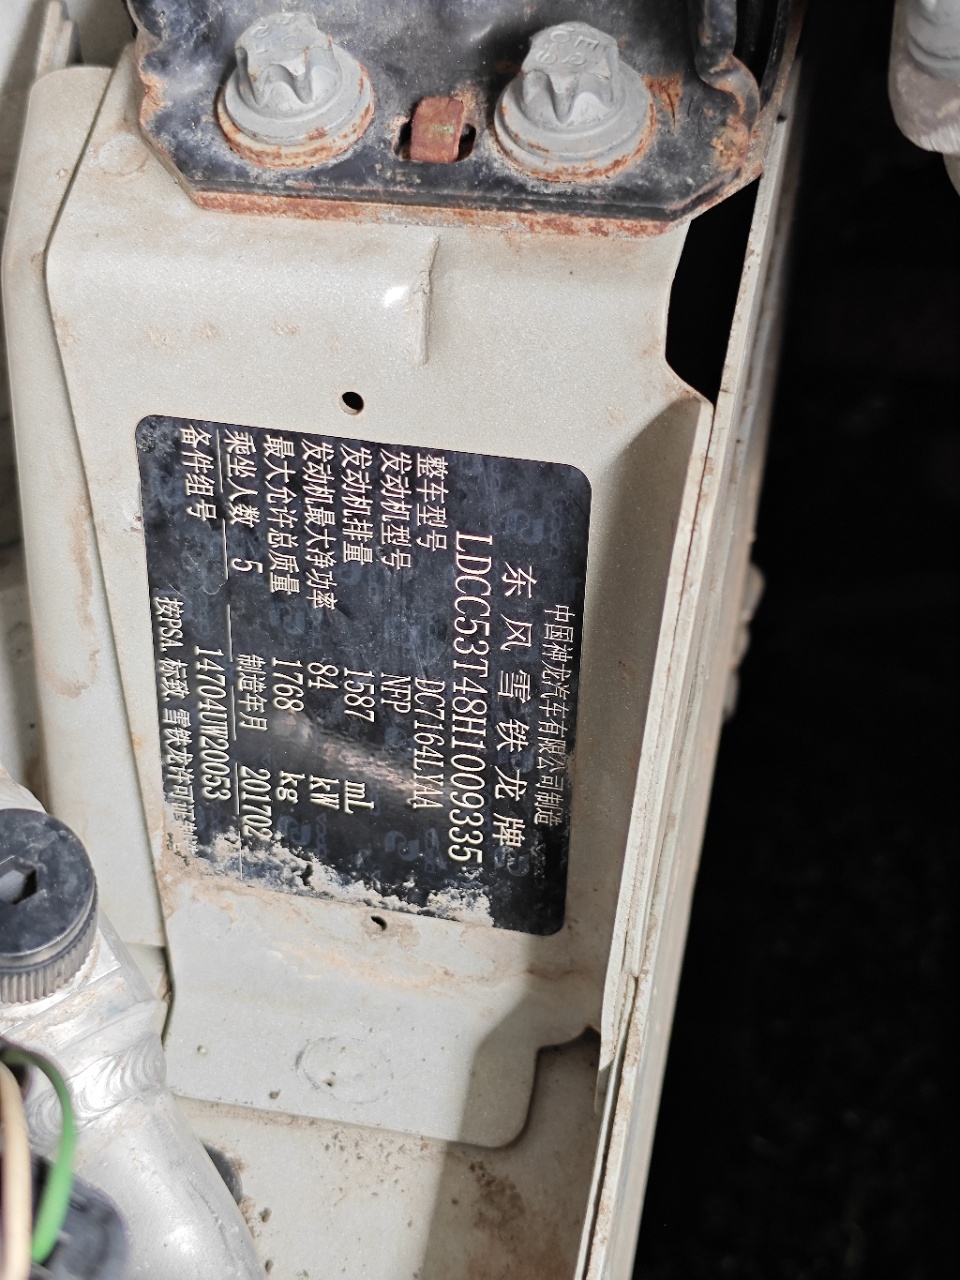 中国神龙汽车有限公司制造
东风雪铁龙牌
LDCC53T48H1009335
整车型号 DC7164LYAA
发动机型号 NFP
发动机排量 1587 mL
发动机最大净功率 84 kW
最大允许总质量 1768 kg
乘坐人数 5 制造年月 201702
备件组号 14704UW20053
按PSA 标致 雪铁龙许可证